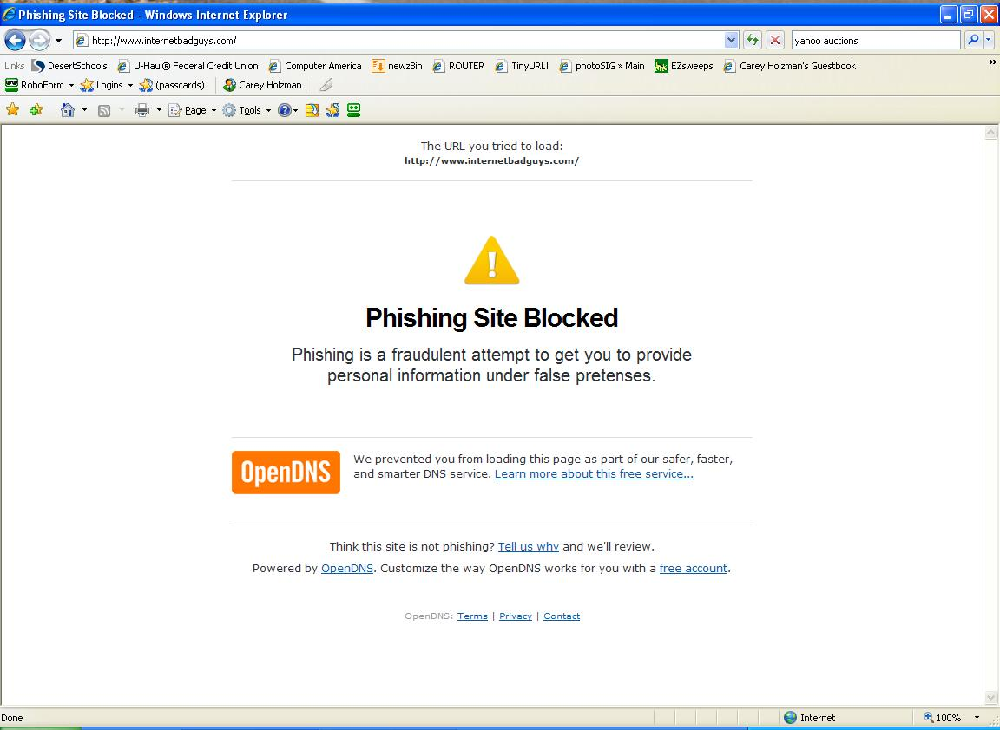 Phishing Site Blocked - Windows Internet Explorer
http://www.internetbadguys.com/
yahoo auctions
Links DesertSchools U-Haul® Federal Credit Union Computer America newzBin ROUTER TinyURL! photoSIG » Main EZsweeps Carey Holzman's Guestbook »
RoboForm Logins (passcards) Carey Holzman
Page Tools
The URL you tried to load:
http://www.internetbadguys.com/
Phishing Site Blocked
Phishing is a fraudulent attempt to get you to provide
personal information under false pretenses.
OpenDNS
We prevented you from loading this page as part of our safer, faster,
and smarter DNS service. Learn more about this free service...
Think this site is not phishing? Tell us why and we'll review.
Powered by OpenDNS. Customize the way OpenDNS works for you with a free account.
OpenDNS: Terms | Privacy | Contact
Done Internet 100%